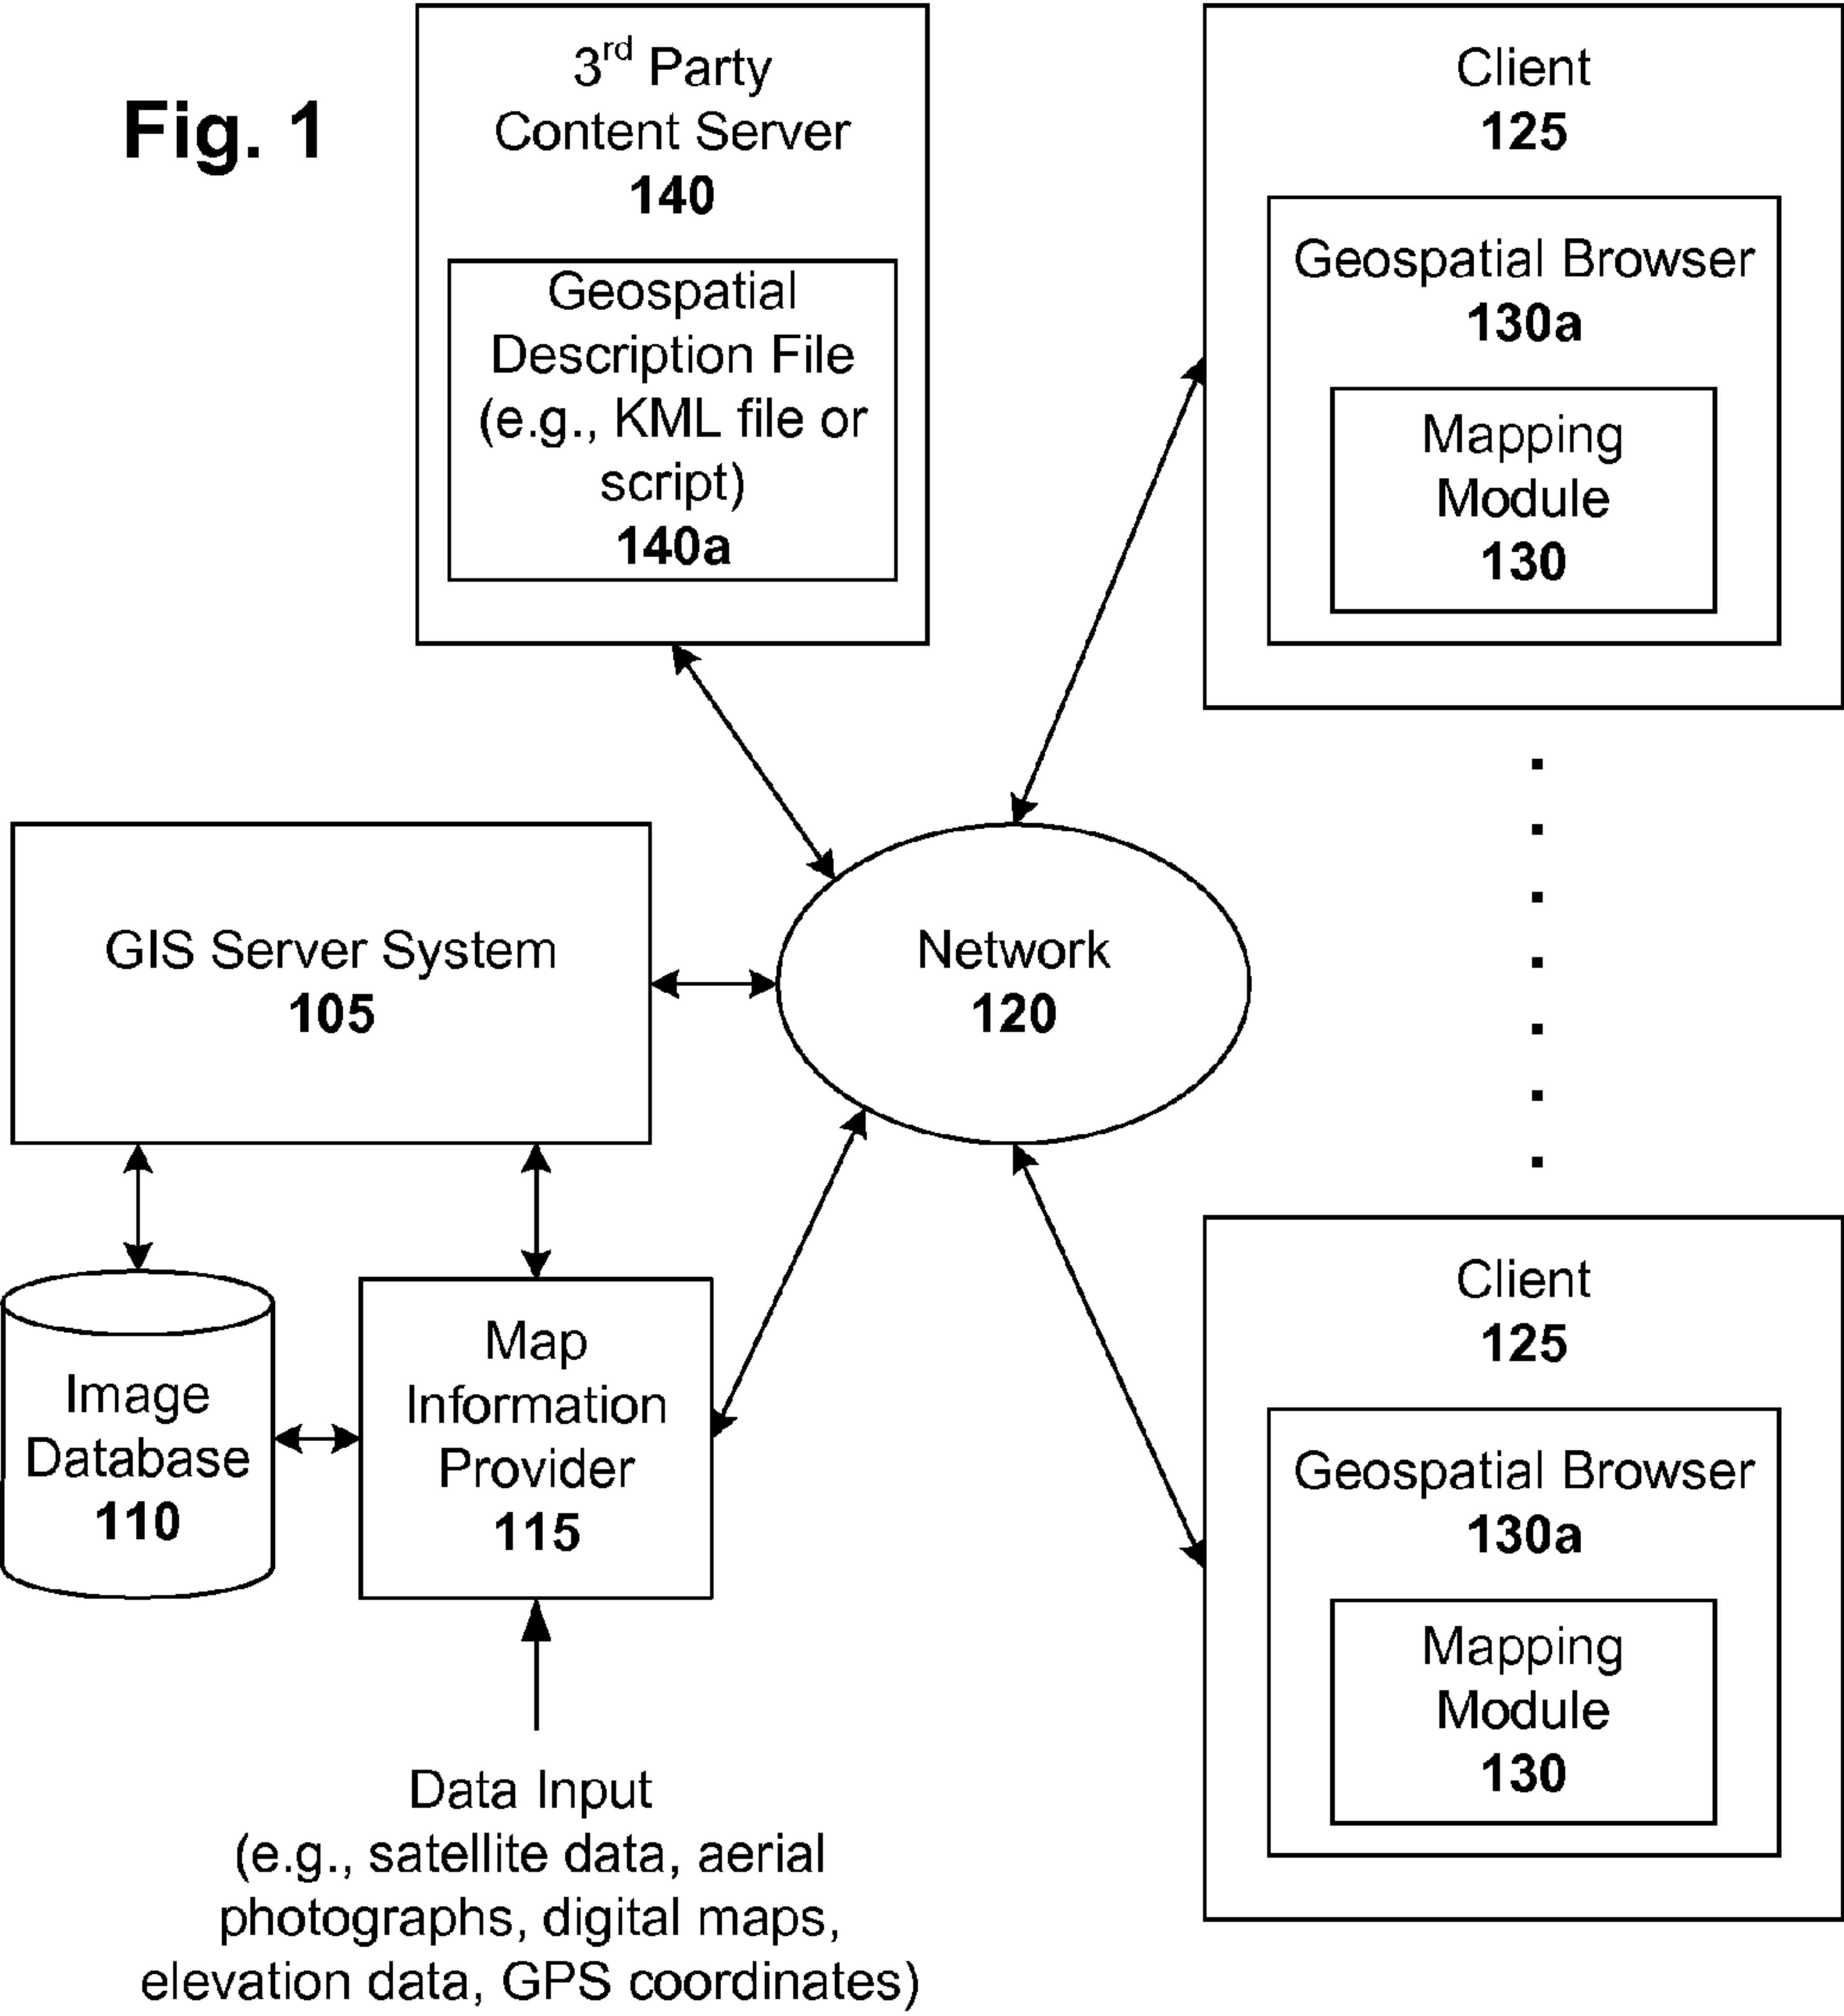 Fig. 1
3rd Party
Content Server
140
Geospatial
Description File
(e.g., KML file or
script)
140a
Client
125
Geospatial Browser
130a
Mapping
Module
130
GIS Server System
105
Network
120
Image
Database
110
Map
Information
Provider
115
Client
125
Geospatial Browser
130a
Mapping
Module
130
Data Input
(e.g., satellite data, aerial
photographs, digital maps,
elevation data, GPS coordinates)